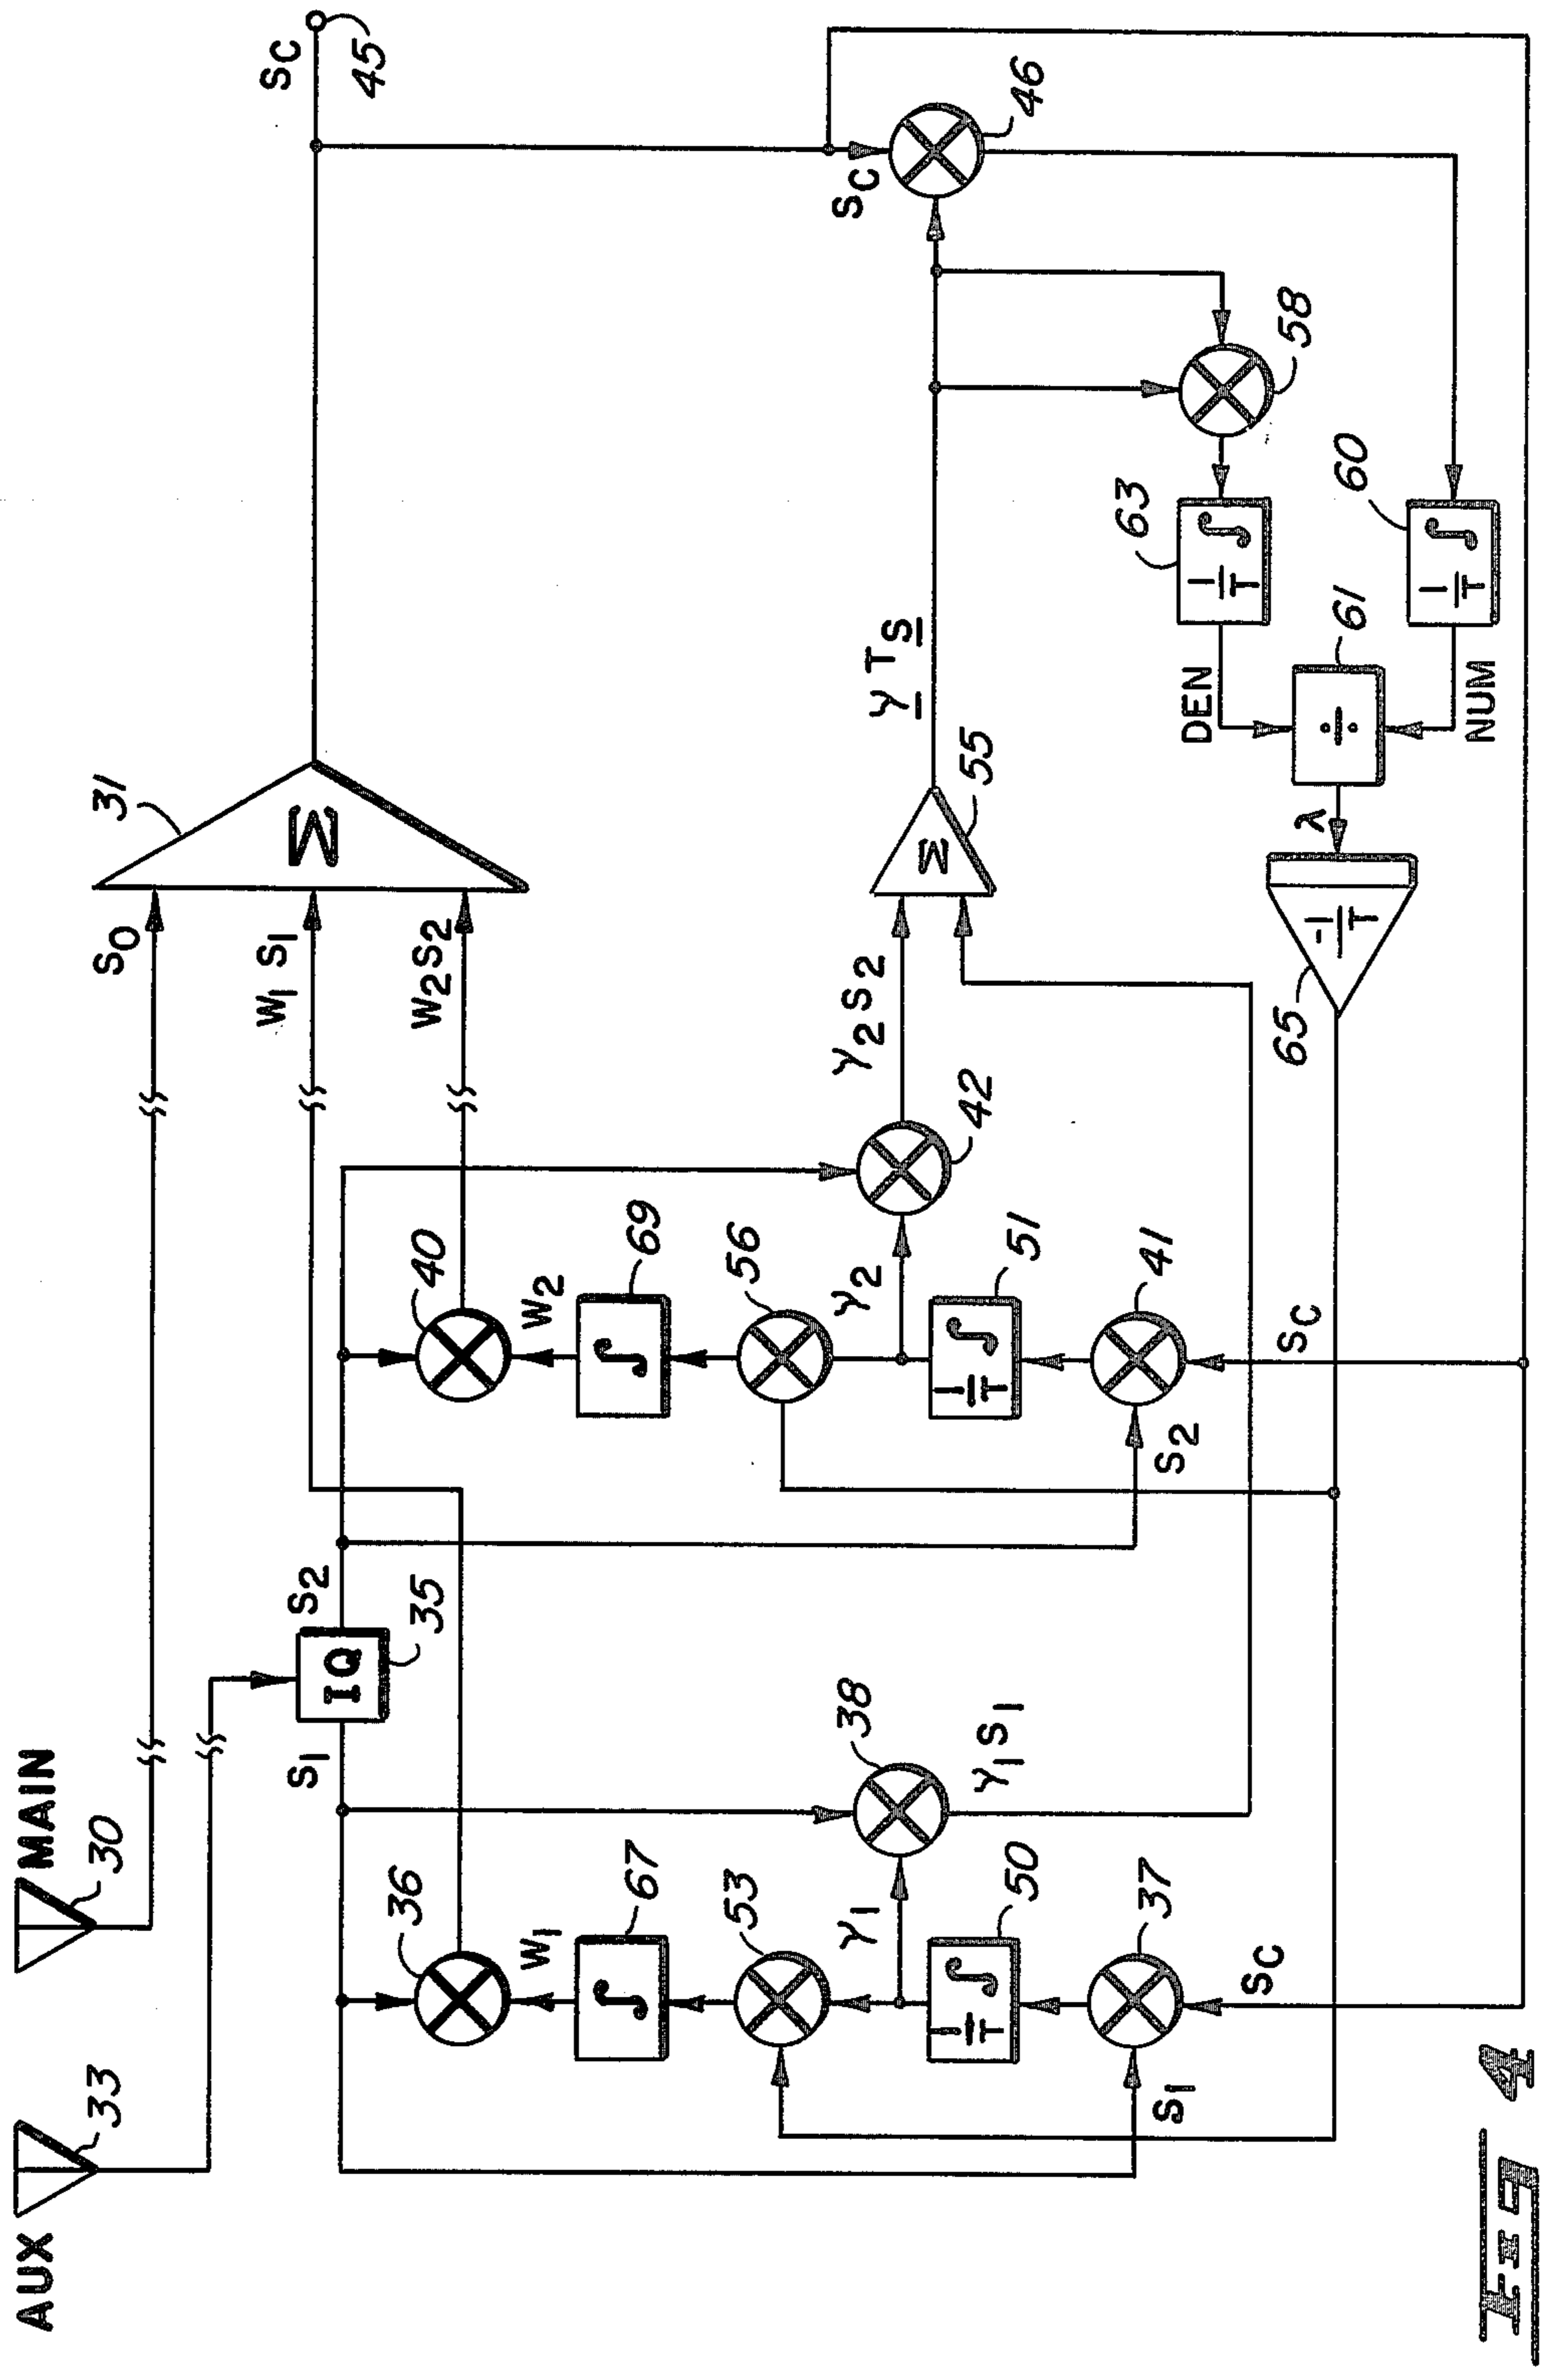 AUX
33
MAIN
30
S1
IQ
S2
35
36
W1
67
53
γ1
50
37
S1
SC
38
γ1 S1
40
W2
69
56
γ2
51
41
S2
SC
42
γ2 S2
S0
W1 S1
W2S2
31
Σ
Σ
55
γ T S
SC
45
SC
46
58
63
1/T ∫
60
1/T ∫
DEN
NUM
61
÷
λ
-1/T
65
∫
∫
1/T ∫
1/T ∫
Fig 4